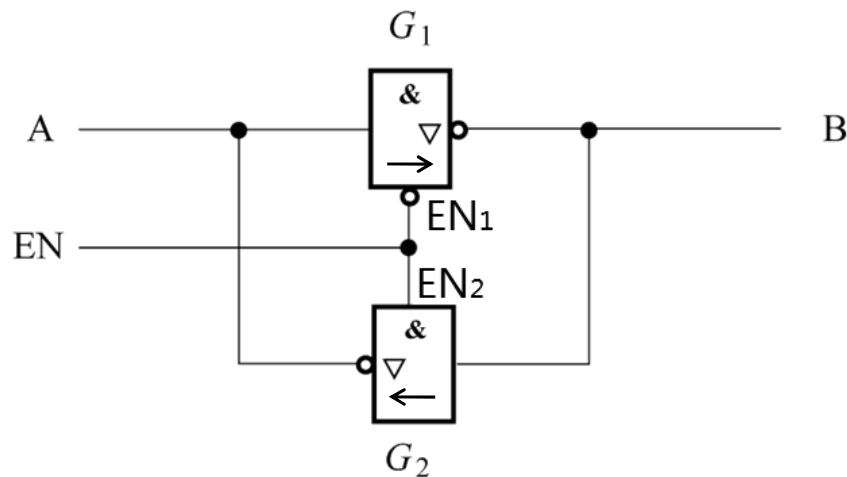 G1
&
▽
A
B
→
EN1
EN
EN2
&
▽
←
G2